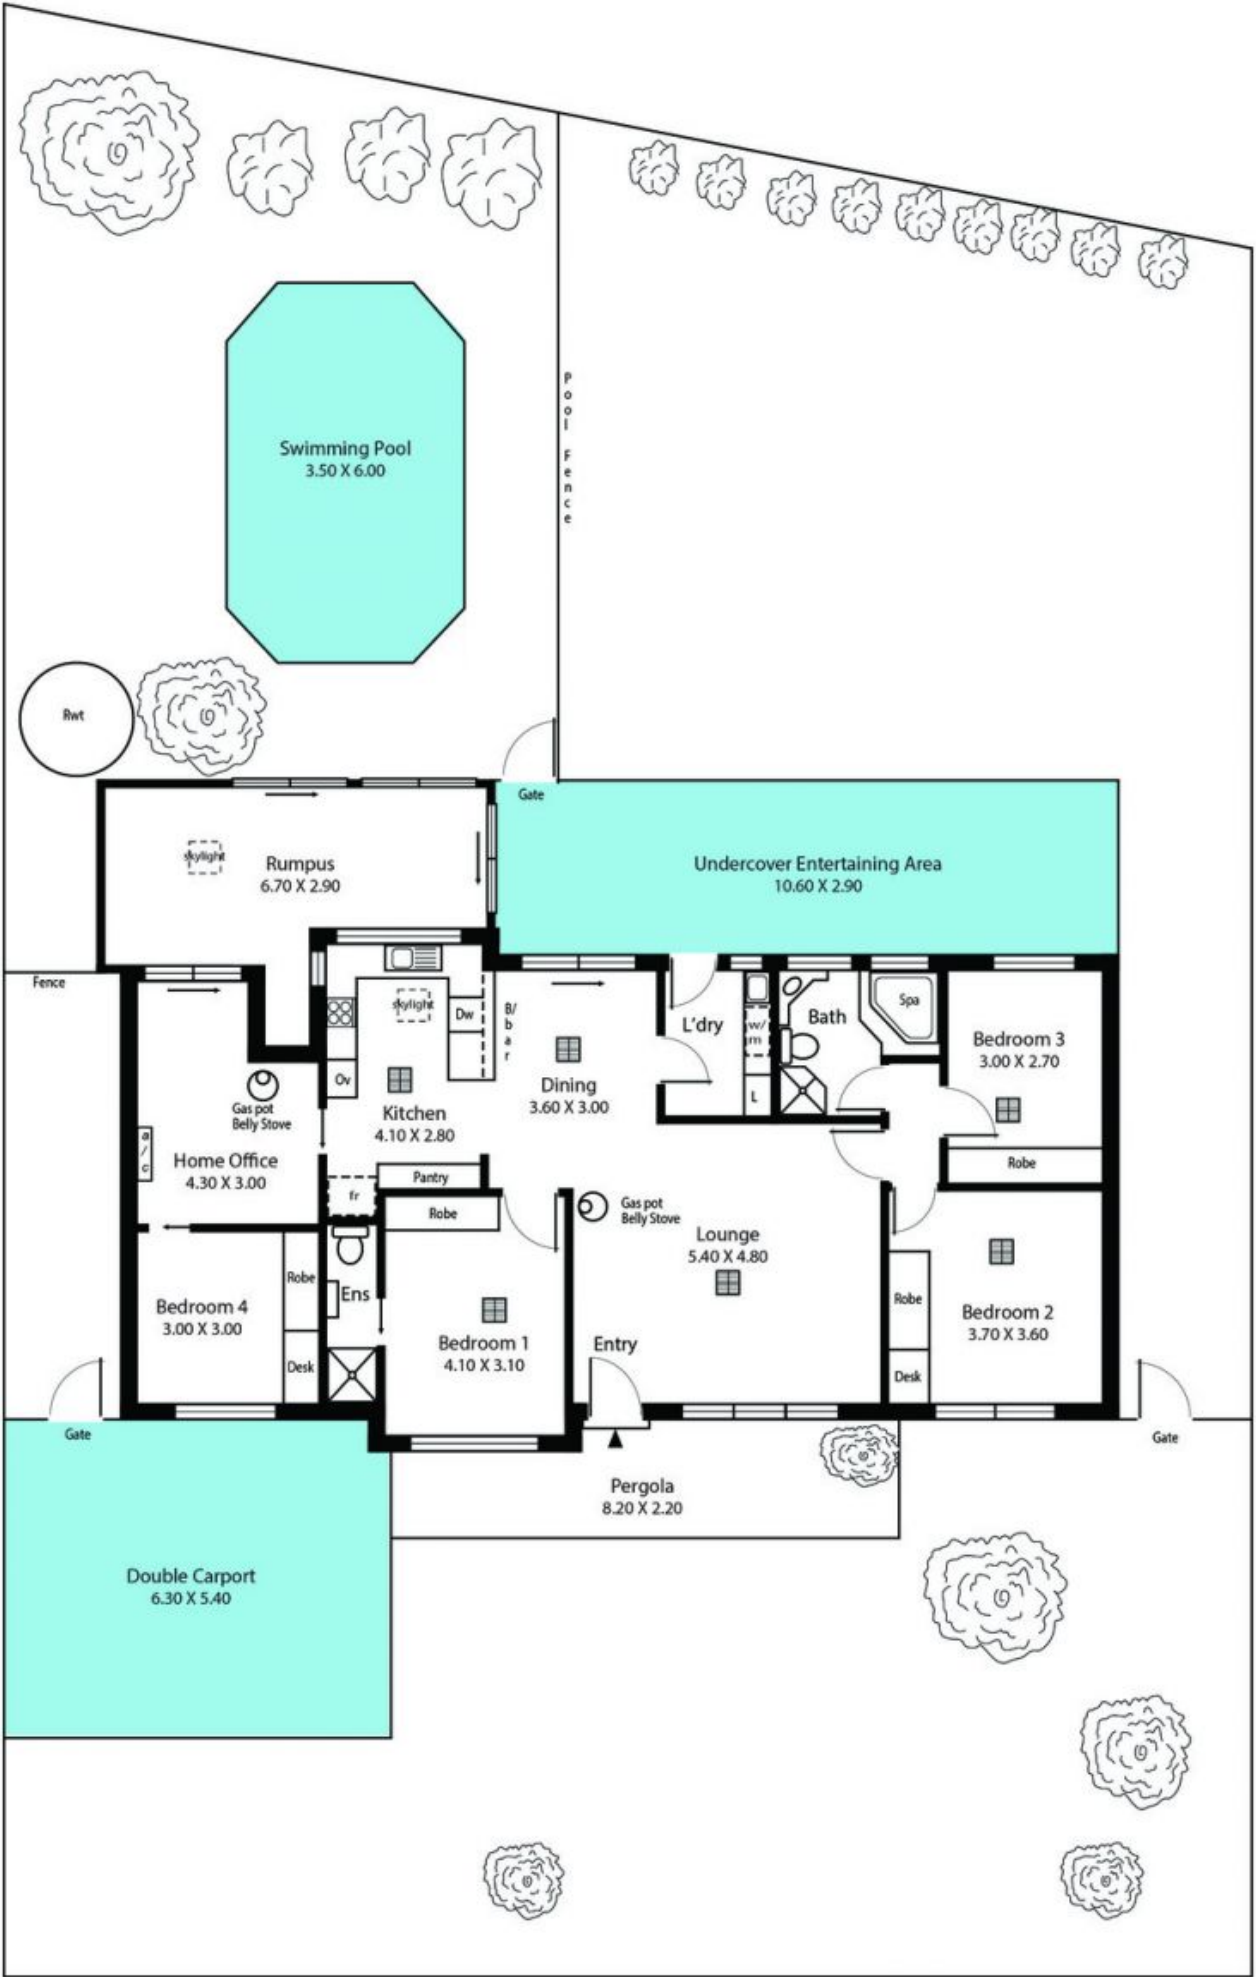 Pool Fence
Swimming Pool
3.50 X 6.00
Rwt
Gate
skylight
Rumpus
6.70 X 2.90
Undercover Entertaining Area
10.60 X 2.90
Fence
skylight
Dw
B/bar
Ov
Kitchen
4.10 X 2.80
Pantry
fr
Dining
3.60 X 3.00
L'dry
w/m
L
Bath
Spa
Bedroom 3
3.00 X 2.70
Robe
Gas pot
Belly Stove
a/c
Home Office
4.30 X 3.00
Robe
Gas pot
Belly Stove
Lounge
5.40 X 4.80
Bedroom 4
3.00 X 3.00
Robe
Desk
Ens
Bedroom 1
4.10 X 3.10
Entry
Robe
Desk
Bedroom 2
3.70 X 3.60
Gate
Gate
Pergola
8.20 X 2.20
Double Carport
6.30 X 5.40